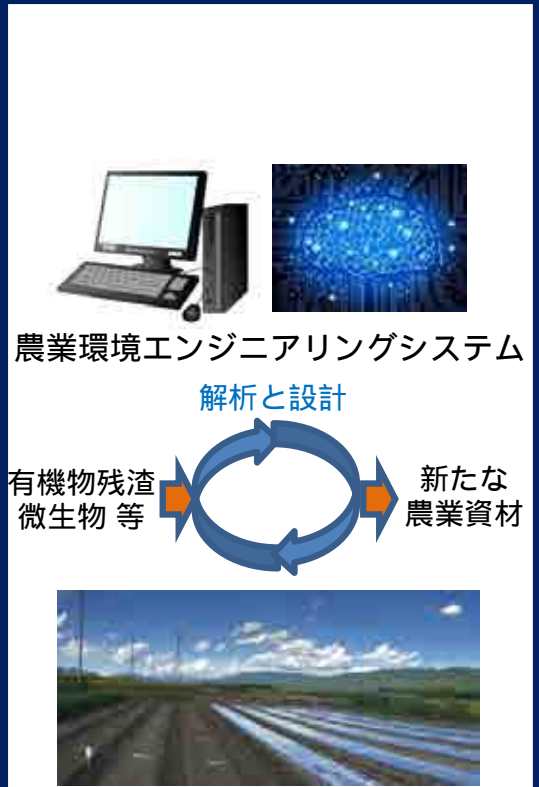 農業環境エンジニアリングシステム
解析と設計
有機物残渣
微生物 等
新たな
農業資材